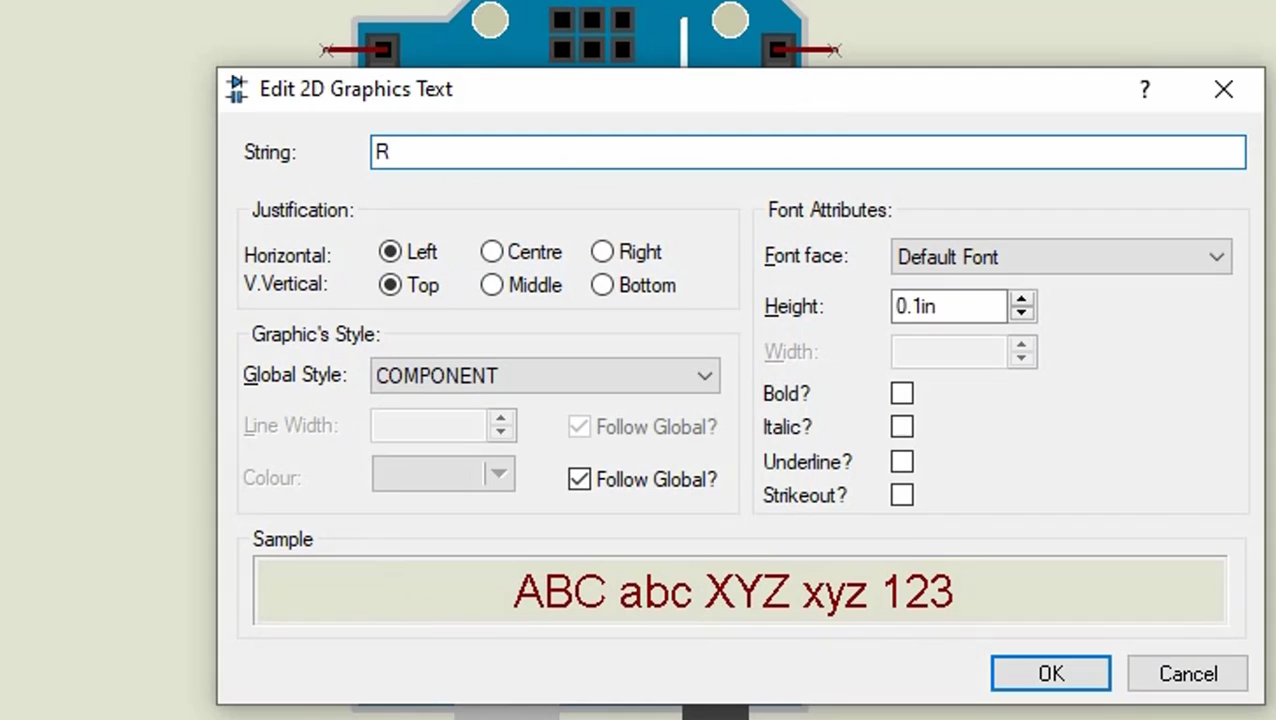 Edit 2D Graphics Text
?
String: R
Justification:
Horizontal: Left Centre Right
V.Vertical: Top Middle Bottom
Graphic's Style:
Global Style: COMPONENT
Line Width: Follow Global?
Colour: Follow Global?
Font Attributes:
Font face: Default Font
Height: 0.1in
Width:
Bold?
Italic?
Underline?
Strikeout?
Sample
ABC abc XYZ xyz 123
OK Cancel